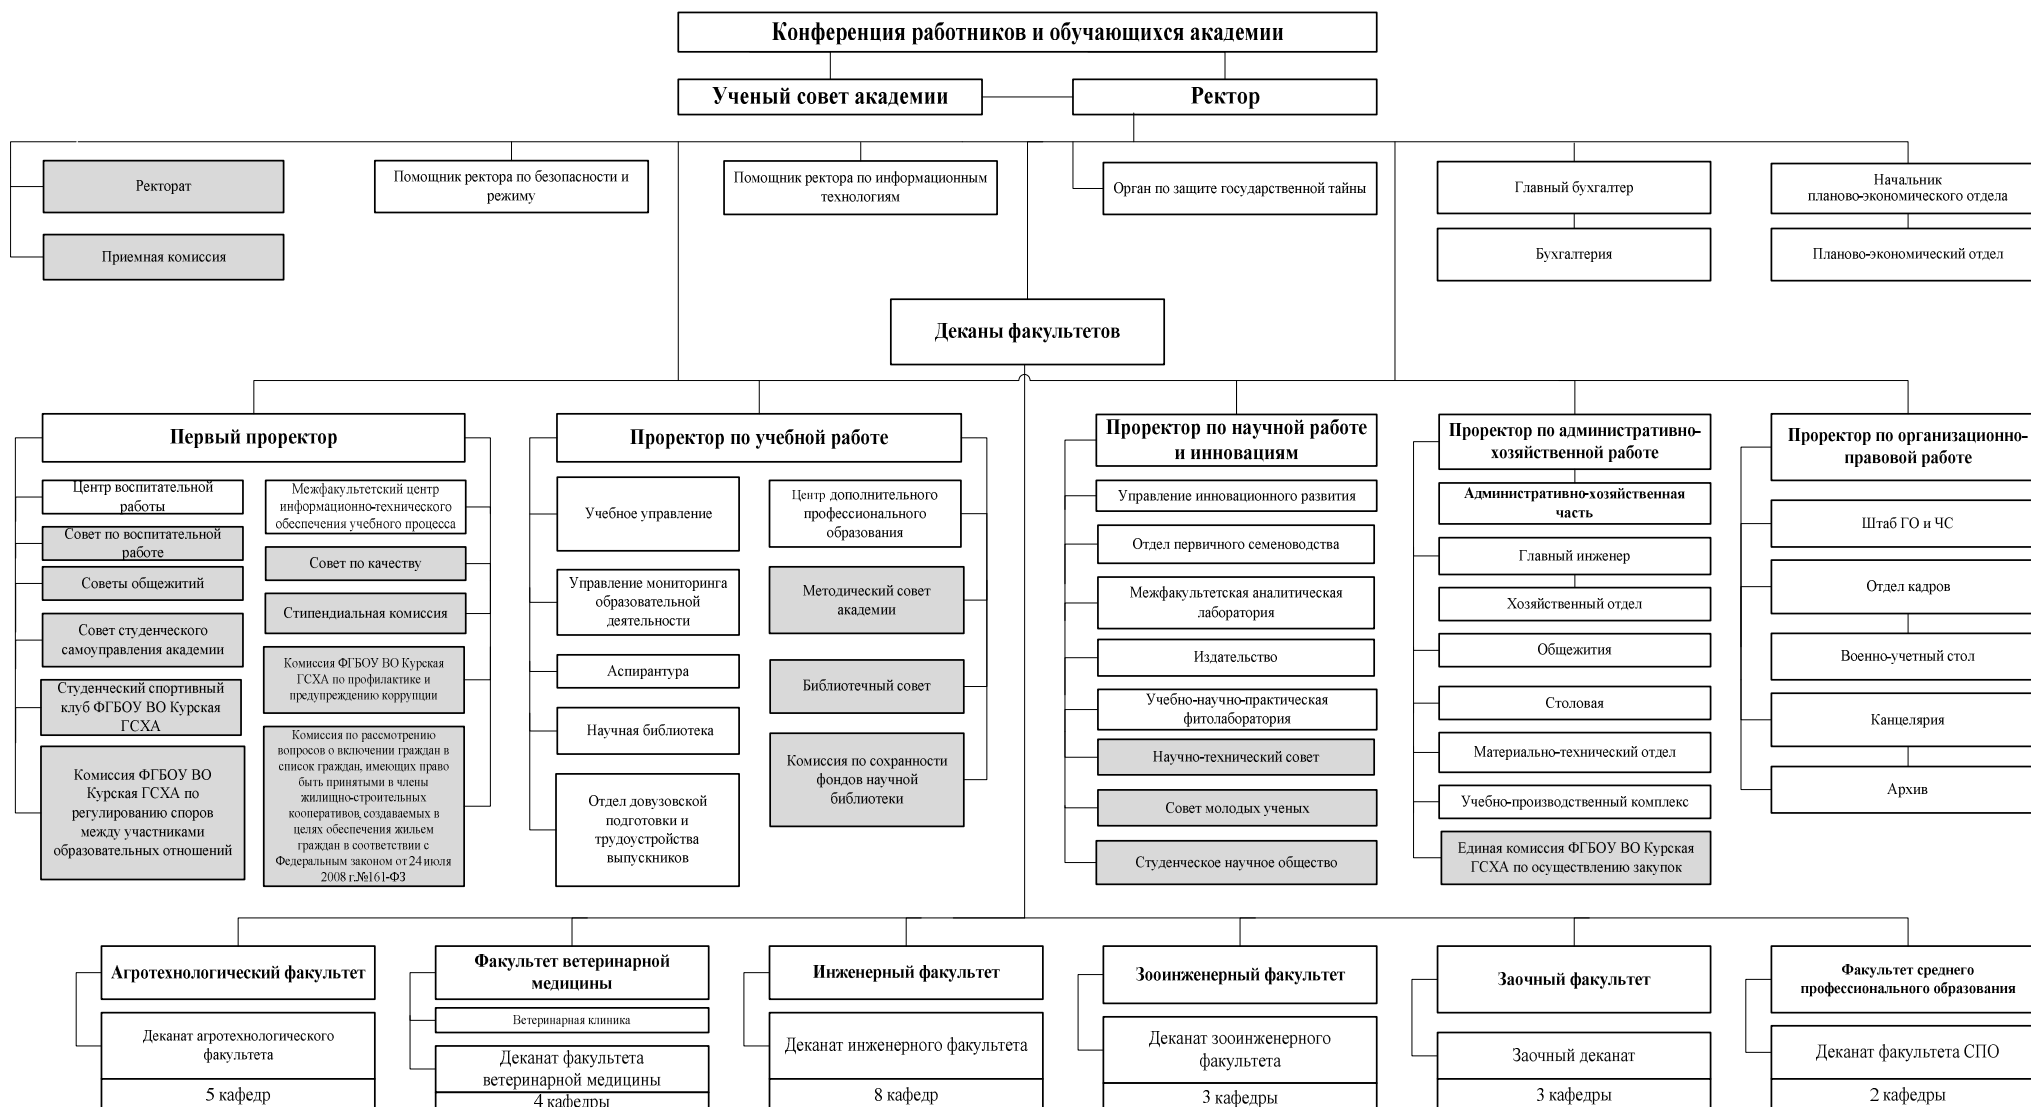 Конференция работников и обучающихся академии
Ученый совет академии
Ректор
Ректорат
Помощник ректора по безопасности и
режиму
Помощник ректора по информационным
технологиям
Орган по защите государственной тайны
Главный бухгалтер
Начальник
планово-экономического отдела
Приемная комиссия
Бухгалтерия
Планово-экономический отдел
Деканы факультетов
Первый проректор
Центр воспитательной
работы
Совет по воспитательной
работе
Советы общежитий
Совет студенческого
самоуправления академии
Студенческий спортивный
клуб ФГБОУ ВО Курская
ГСХА
Комиссия ФГБОУ ВО
Курская ГСХА по
регулированию споров
между участниками
образовательных отношений
Межфакультетский центр
информационно-технического
обеспечения учебного процесса
Совет по качеству
Стипендиальная комиссия
Комиссия ФГБОУ ВО Курская
ГСХА по профилактике и
предупреждению коррупции
Комиссия по рассмотрению
вопросов о включении граждан в
список граждан, имеющих право
быть принятыми в члены
жилищно-строительных
кооперативов, создаваемых в
целях обеспечения жильем
граждан в соответствии с
Федеральным законом от 24 июля
2008 г.№161-ФЗ
Проректор по учебной работе
Учебное управление
Управление мониторинга
образовательной
деятельности
Аспирантура
Научная библиотека
Отдел довузовской
подготовки и
трудоустройства
выпускников
Центр дополнительного
профессионального
образования
Методический совет
академии
Библиотечный совет
Комиссия по сохранности
фондов научной
библиотеки
Проректор по научной работе
и инновациям
Управление инновационного развития
Отдел первичного семеноводства
Межфакультетская аналитическая
лаборатория
Издательство
Учебно-научно-практическая
фитолаборатория
Научно-технический совет
Совет молодых ученых
Студенческое научное общество
Проректор по административно-
хозяйственной работе
Административно-хозяйственная
часть
Главный инженер
Хозяйственный отдел
Общежития
Столовая
Материально-технический отдел
Учебно-производственный комплекс
Единая комиссия ФГБОУ ВО Курская
ГСХА по осуществлению закупок
Проректор по организационно-
правовой работе
Штаб ГО и ЧС
Отдел кадров
Военно-учетный стол
Канцелярия
Архив
Агротехнологический факультет
Деканат агротехнологического
факультета
5 кафедр
Факультет ветеринарной
медицины
Ветеринарная клиника
Деканат факультета
ветеринарной медицины
4 кафедры
Инженерный факультет
Деканат инженерного факультета
8 кафедр
Зооинженерный факультет
Деканат зооинженерного
факультета
3 кафедры
Заочный факультет
Заочный деканат
3 кафедры
Факультет среднего
профессионального образования
Деканат факультета СПО
2 кафедры